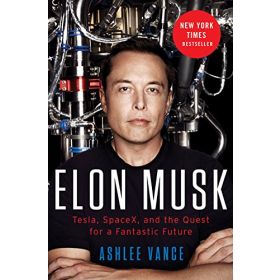 NEW YORK
TIMES
BESTSELLER
ELON MUSK
Tesla, SpaceX, and the Quest
for a Fantastic Future
ASHLEE VANCE